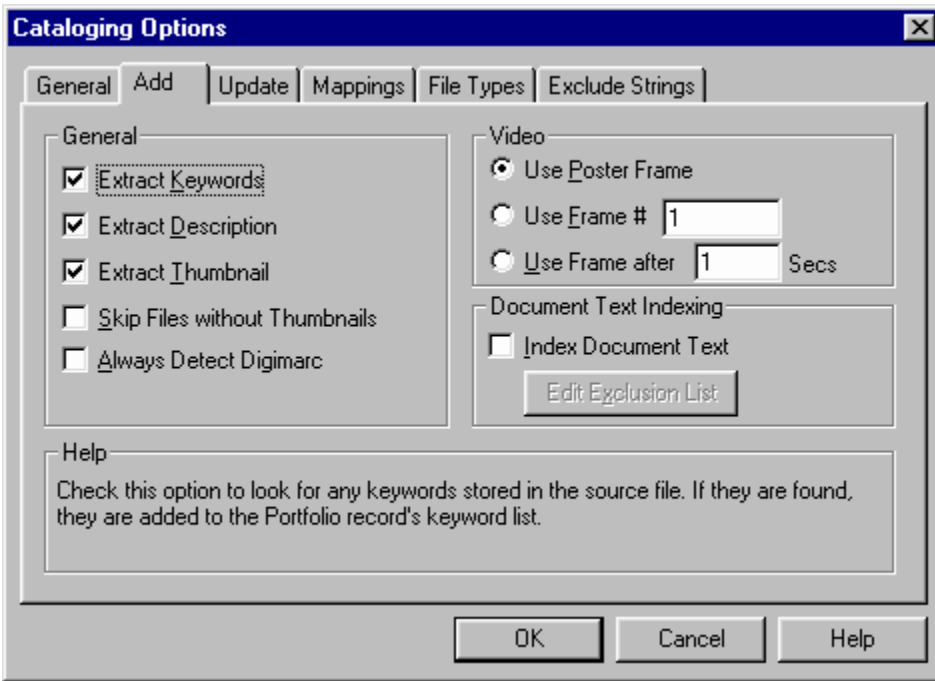 Cataloging Options
General Add Update Mappings File Types Exclude Strings
General
Extract Keywords
Extract Description
Extract Thumbnail
Skip Files without Thumbnails
Always Detect Digimarc
Video
Use Poster Frame
Use Frame # 1
Use Frame after 1 Secs
Document Text Indexing
Index Document Text
Edit Exclusion List
Help
Check this option to look for any keywords stored in the source file. If they are found,
they are added to the Portfolio record's keyword list.
OK Cancel Help